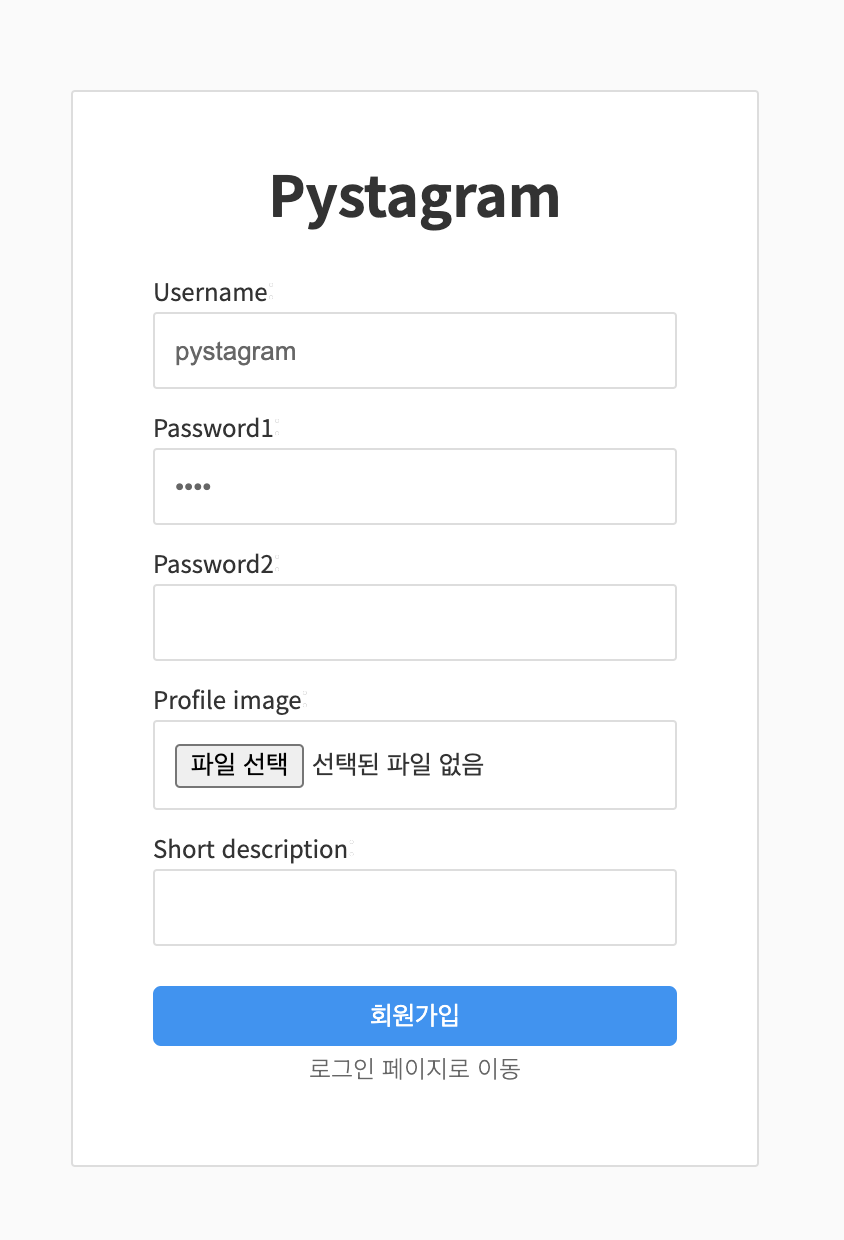 Pystagram
Username
pystagram
Password1
••••
Password2
Profile image
파일 선택 선택된 파일 없음
Short description
회원가입
로그인 페이지로 이동